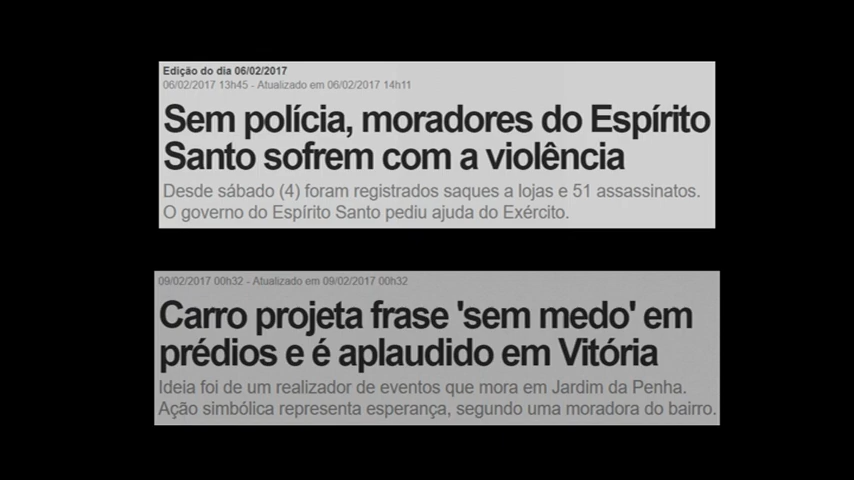 Edição do dia 06/02/2017
06/02/2017 13h45 - Atualizado em 06/02/2017 14h11
Sem polícia, moradores do Espírito
Santo sofrem com a violência
Desde sábado (4) foram registrados saques a lojas e 51 assassinatos.
O governo do Espírito Santo pediu ajuda do Exército.
09/02/2017 00h32 - Atualizado em 09/02/2017 00h32
Carro projeta frase 'sem medo' em
prédios e é aplaudido em Vitória
Ideia foi de um realizador de eventos que mora em Jardim da Penha.
Ação simbólica representa esperança, segundo uma moradora do bairro.